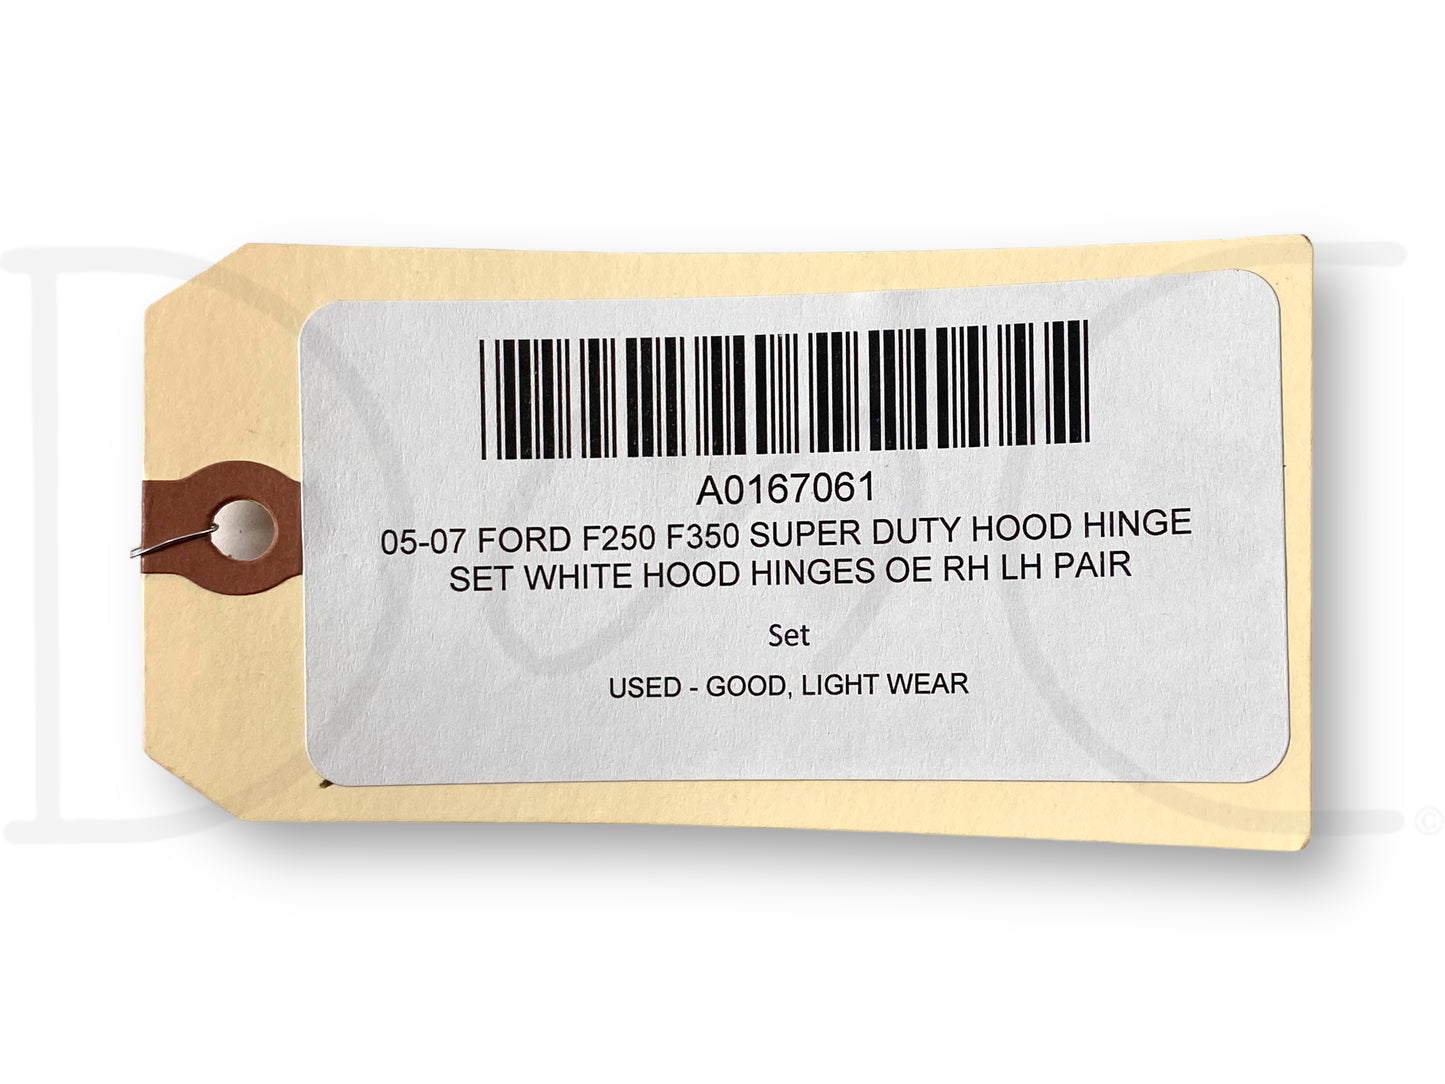 A0167061
05-07 FORD F250 F350 SUPER DUTY HOOD HINGE
SET WHITE HOOD HINGES OE RH LH PAIR
Set
USED - GOOD, LIGHT WEAR
©